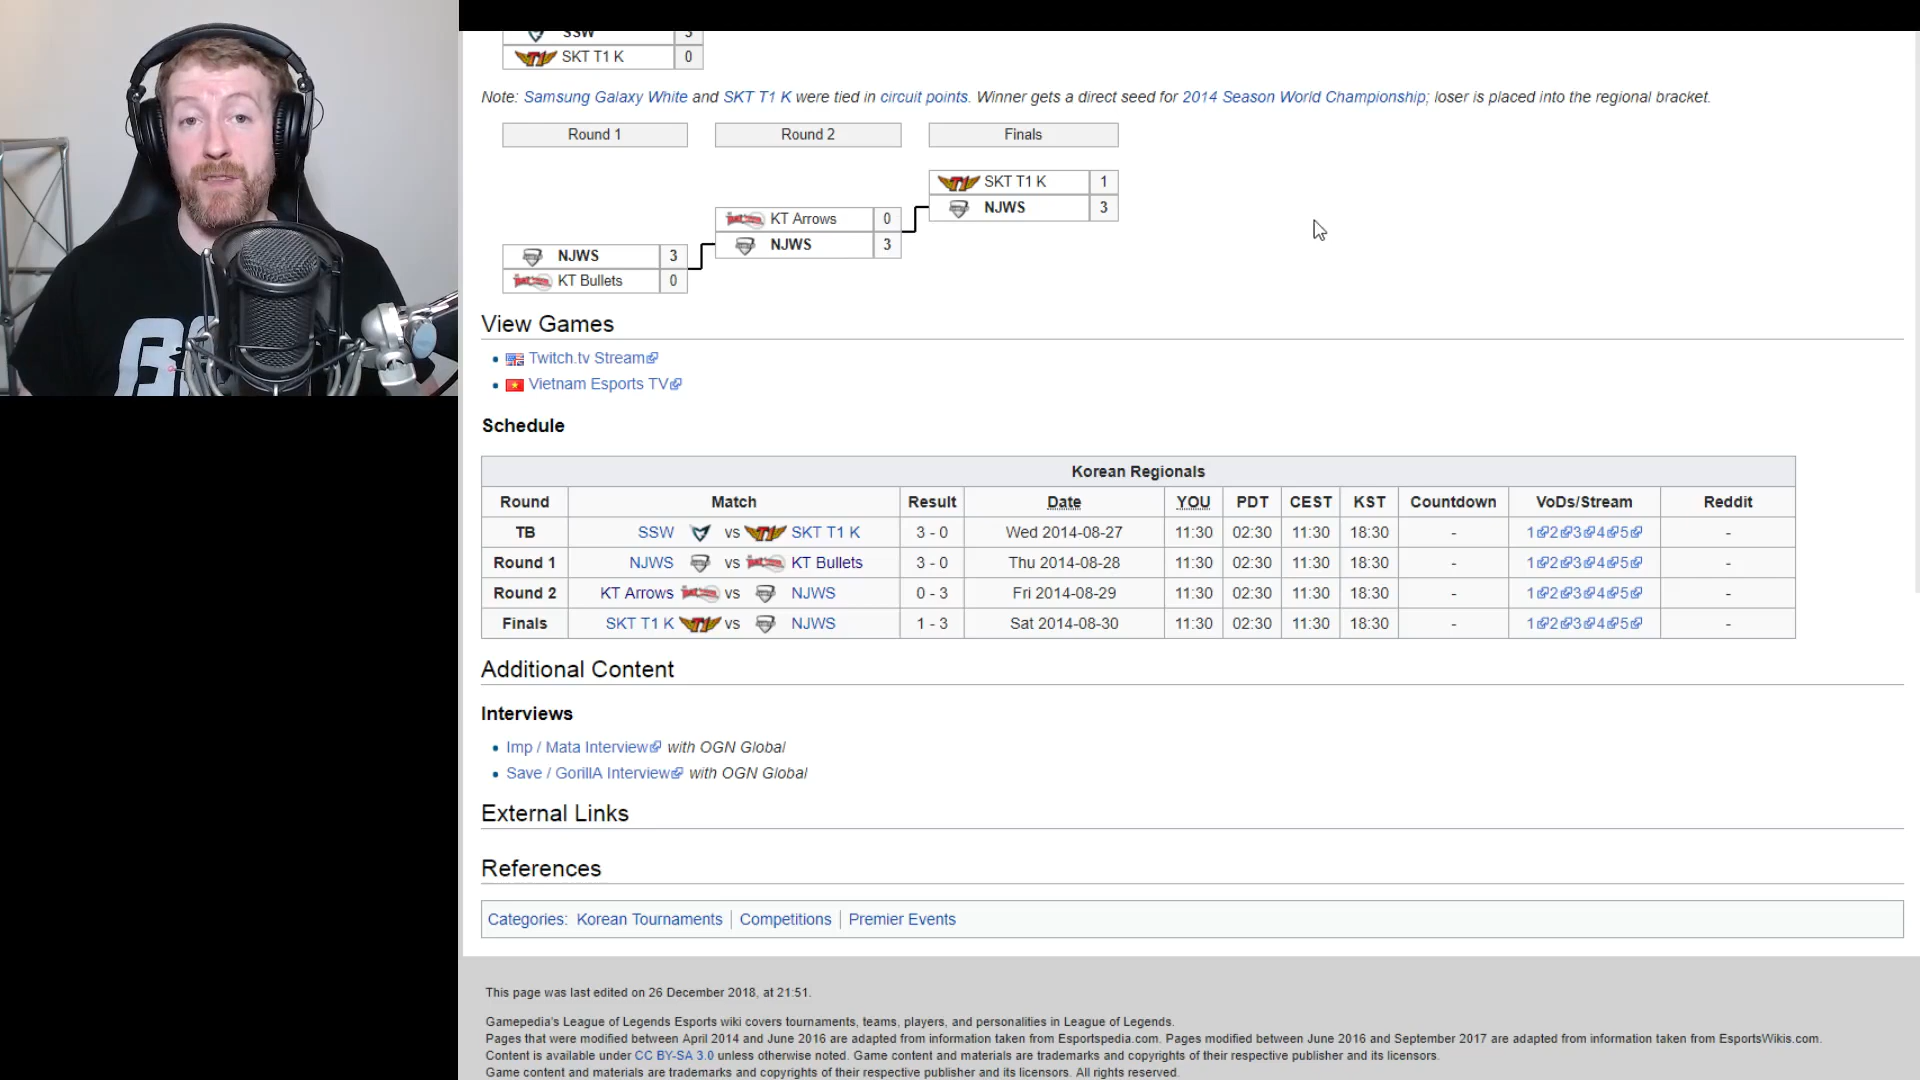 SSW 3
SKT T1 K 0
Note: Samsung Galaxy White and SKT T1 K were tied in circuit points. Winner gets a direct seed for 2014 Season World Championship; loser is placed into the regional bracket.
Round 1 Round 2 Finals
SKT T1 K 1
NJWS 3
KT Arrows 0
NJWS 3
NJWS 3
KT Bullets 0
View Games
Twitch.tv Stream
Vietnam Esports TV
Schedule
Korean Regionals
Round Match Result Date YOU PDT CEST KST Countdown VoDs/Stream Reddit
TB SSW vs SKT T1 K 3 - 0 Wed 2014-08-27 11:30 02:30 11:30 18:30 - 1 2 3 4 5 -
Round 1 NJWS vs KT Bullets 3 - 0 Thu 2014-08-28 11:30 02:30 11:30 18:30 - 1 2 3 4 5 -
Round 2 KT Arrows vs NJWS 0 - 3 Fri 2014-08-29 11:30 02:30 11:30 18:30 - 1 2 3 4 5 -
Finals SKT T1 K vs NJWS 1 - 3 Sat 2014-08-30 11:30 02:30 11:30 18:30 - 1 2 3 4 5 -
Additional Content
Interviews
Imp / Mata Interview with OGN Global
Save / GorillA Interview with OGN Global
External Links
References
Categories: Korean Tournaments Competitions Premier Events
This page was last edited on 26 December 2018, at 21:51.
Gamepedia's League of Legends Esports wiki covers tournaments, teams, players, and personalities in League of Legends.
Pages that were modified between April 2014 and June 2016 are adapted from information taken from Esportspedia.com. Pages modified between June 2016 and September 2017 are adapted from information taken from EsportsWikis.com.
Content is available under CC BY-SA 3.0 unless otherwise noted. Game content and materials are trademarks and copyrights of their respective publisher and its licensors.
Game content and materials are trademarks and copyrights of their respective publisher and its licensors. All rights reserved.